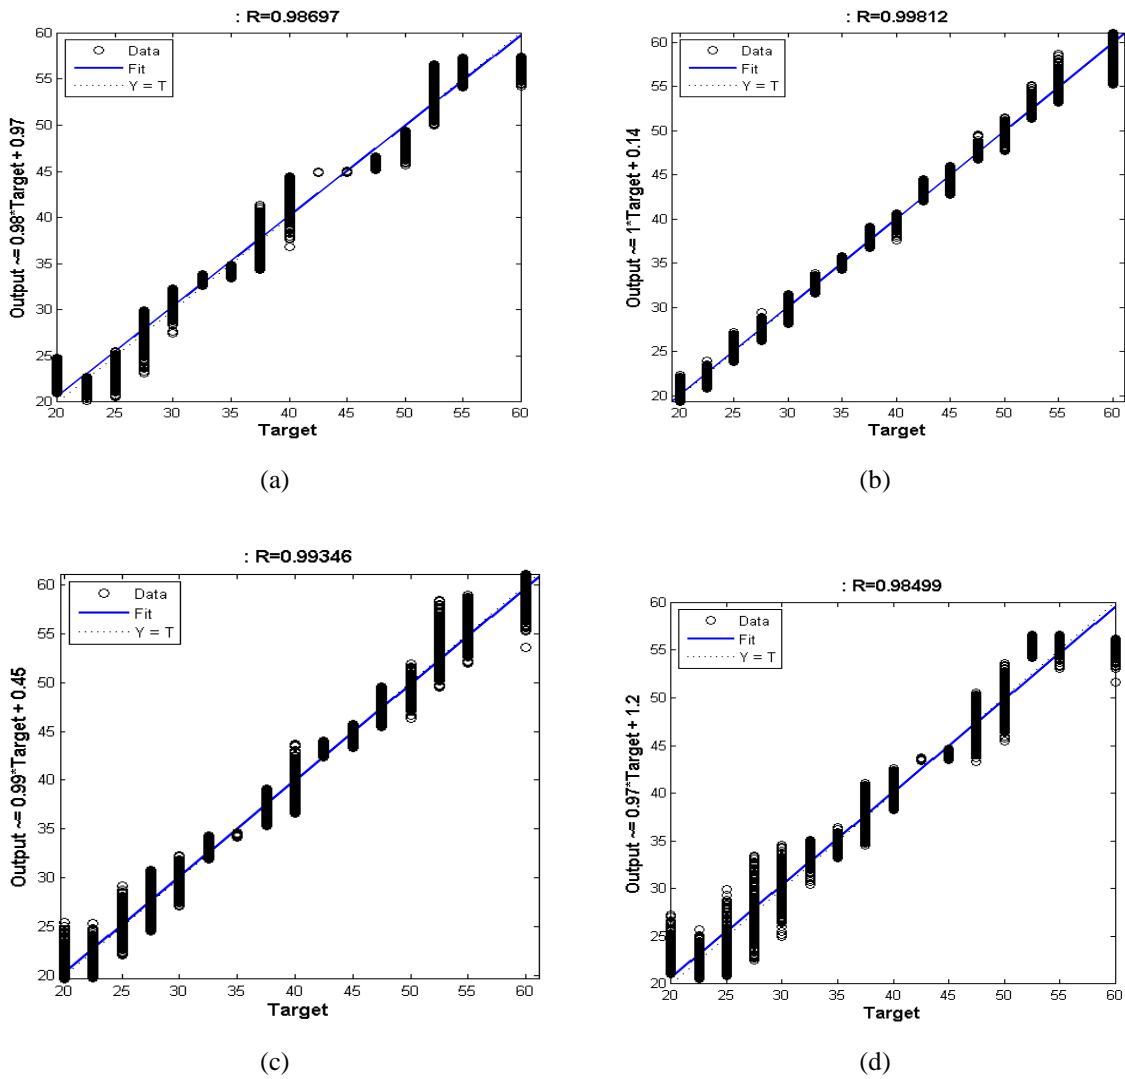 : R=0.98697
Data
Fit
Y = T
Output ~= 0.98*Target + 0.97
60
55
50
45
40
35
30
25
20
20 25 30 35 40 45 50 55 60
Target
(a)
: R=0.99812
Data
Fit
Y = T
Output ~= 1*Target + 0.14
60
55
50
45
40
35
30
25
20
20 25 30 35 40 45 50 55 60
Target
(b)
: R=0.99346
Data
Fit
Y = T
Output ~= 0.99*Target + 0.45
60
55
50
45
40
35
30
25
20
20 25 30 35 40 45 50 55 60
Target
(c)
: R=0.98499
Data
Fit
Y = T
Output ~= 0.97*Target + 1.2
60
55
50
45
40
35
30
25
20
20 25 30 35 40 45 50 55 60
Target
(d)